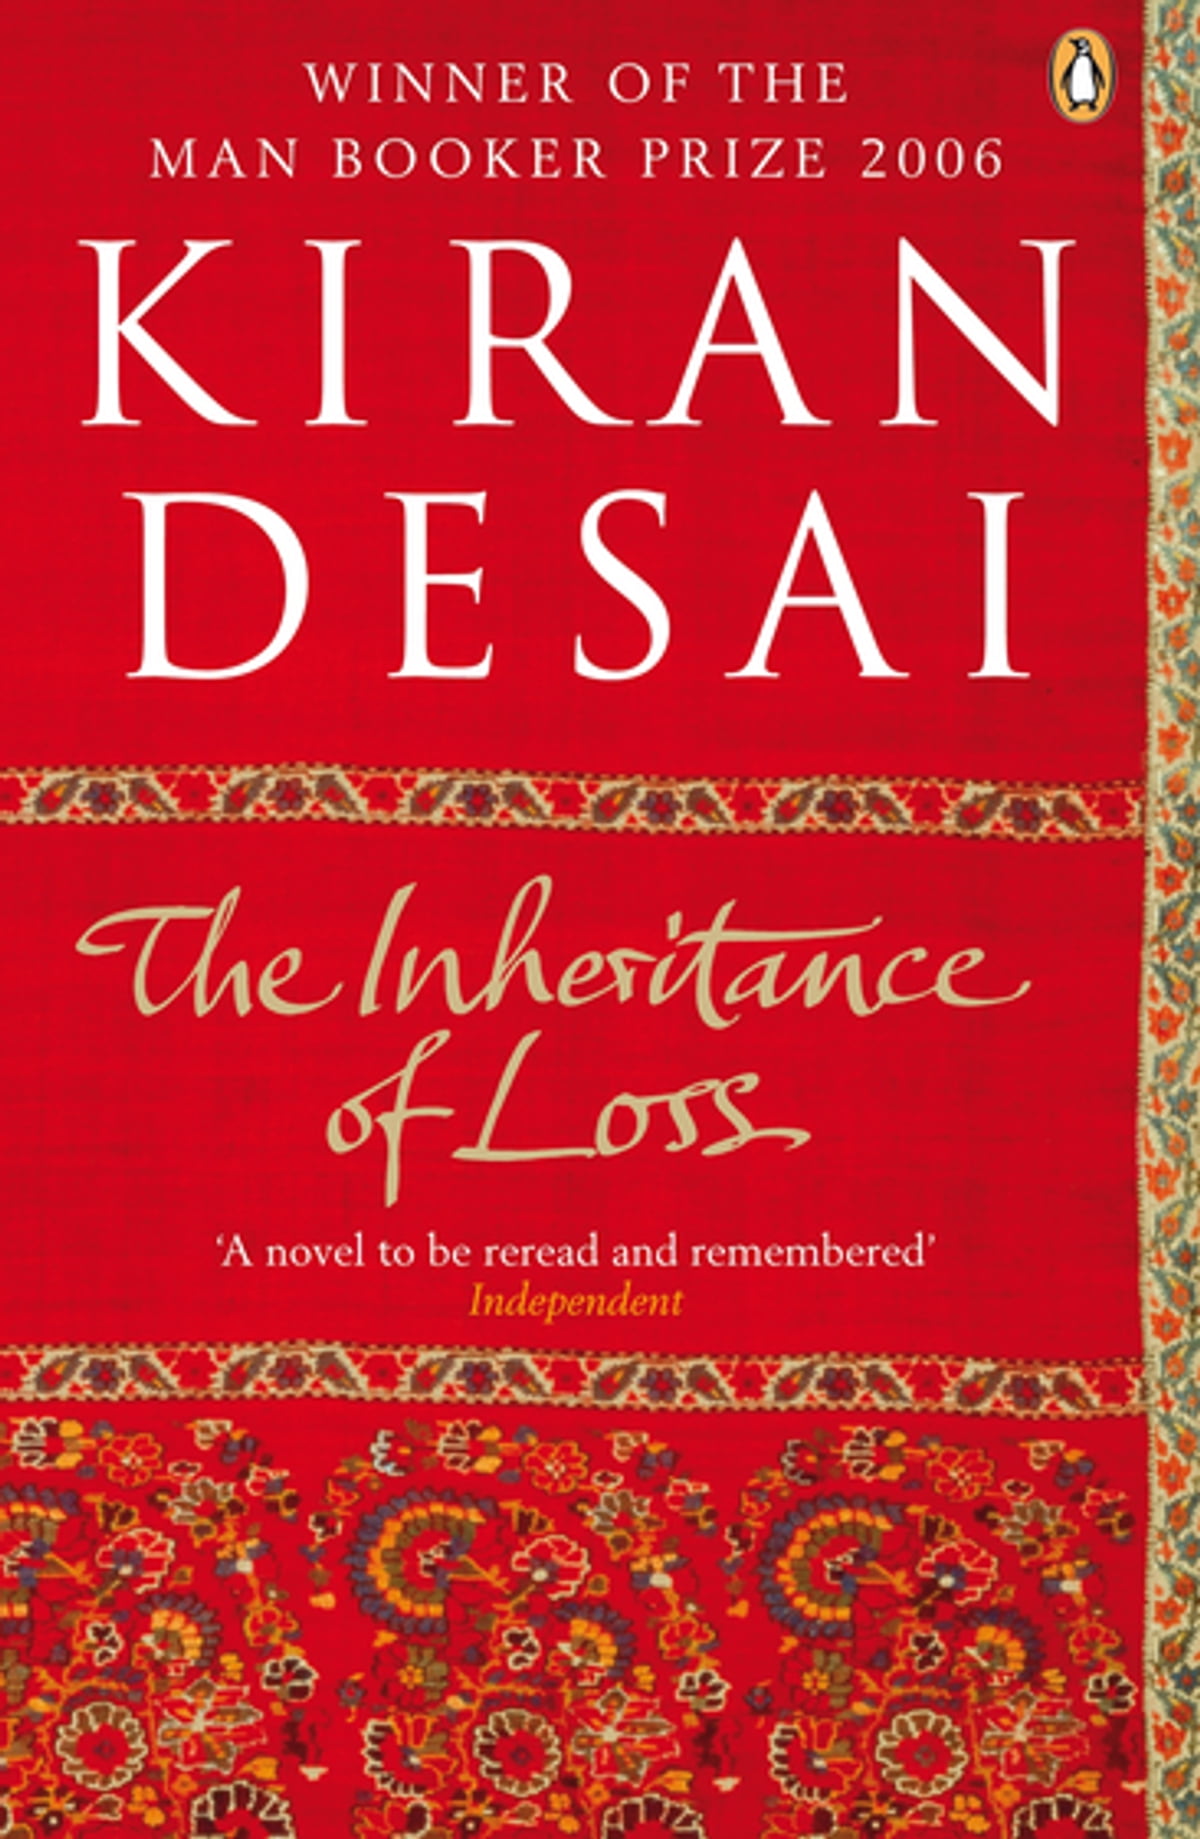 WINNER OF THE
MAN BOOKER PRIZE 2006
KIRAN
DESAI
The Inheritance
of Loss
‘A novel to be reread and remembered’
Independent